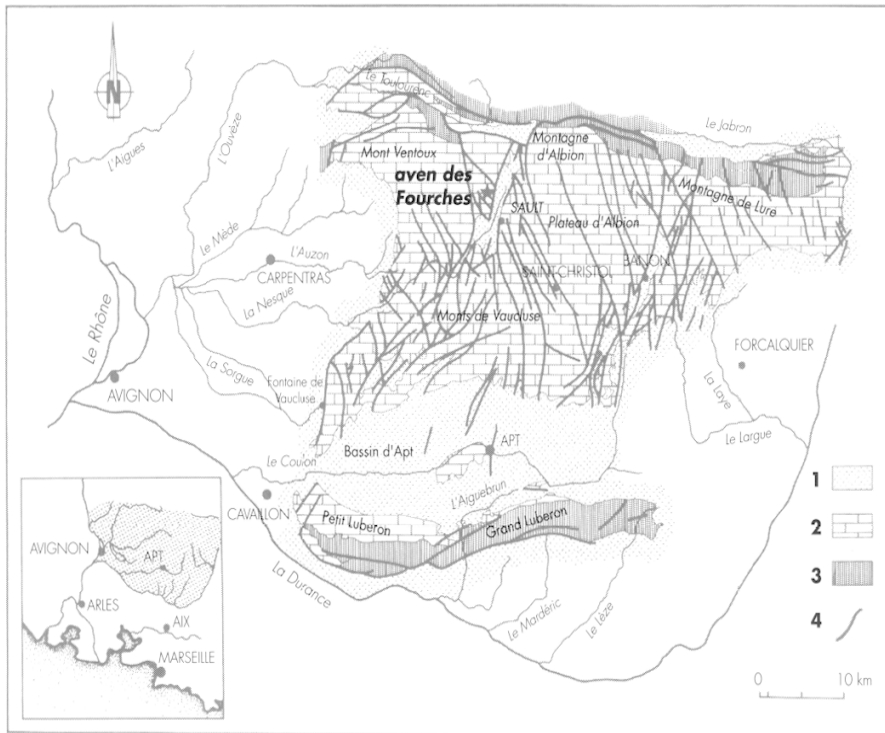 N
Le Toulourenc
Le Jabron
L'Aigues
L'Ouvèze
Mont Ventoux
Montagne
d'Albion
aven des
Fourches
Montagne de Lure
SAULT
Plateau d'Albion
Le Mède
L'Auzon
CARPENTRAS
SAINT-CHRISTOL
BANON
La Nesque
Monts de Vaucluse
Le Rhône
FORCALQUIER
La Sorgue
Fontaine de
Vaucluse
AVIGNON
La Laye
Le Largue
Bassin d'Apt
APT
Le Coulon
L'Aiguebrun
CAVAILLON
Petit Luberon
Grand Luberon
La Durance
Le Mardéric
Le Lèze
1
2
3
4
0 10 km
AVIGNON
APT
ARLES
AIX
MARSEILLE